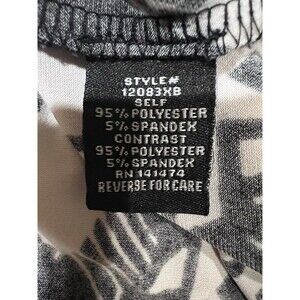 STYLE#
12083XB
SELF
95% POLYESTER
5% SPANDEX
CONTRAST
95% POLYESTER
5% SPANDEX
RN 141474
REVERSE FOR CARE